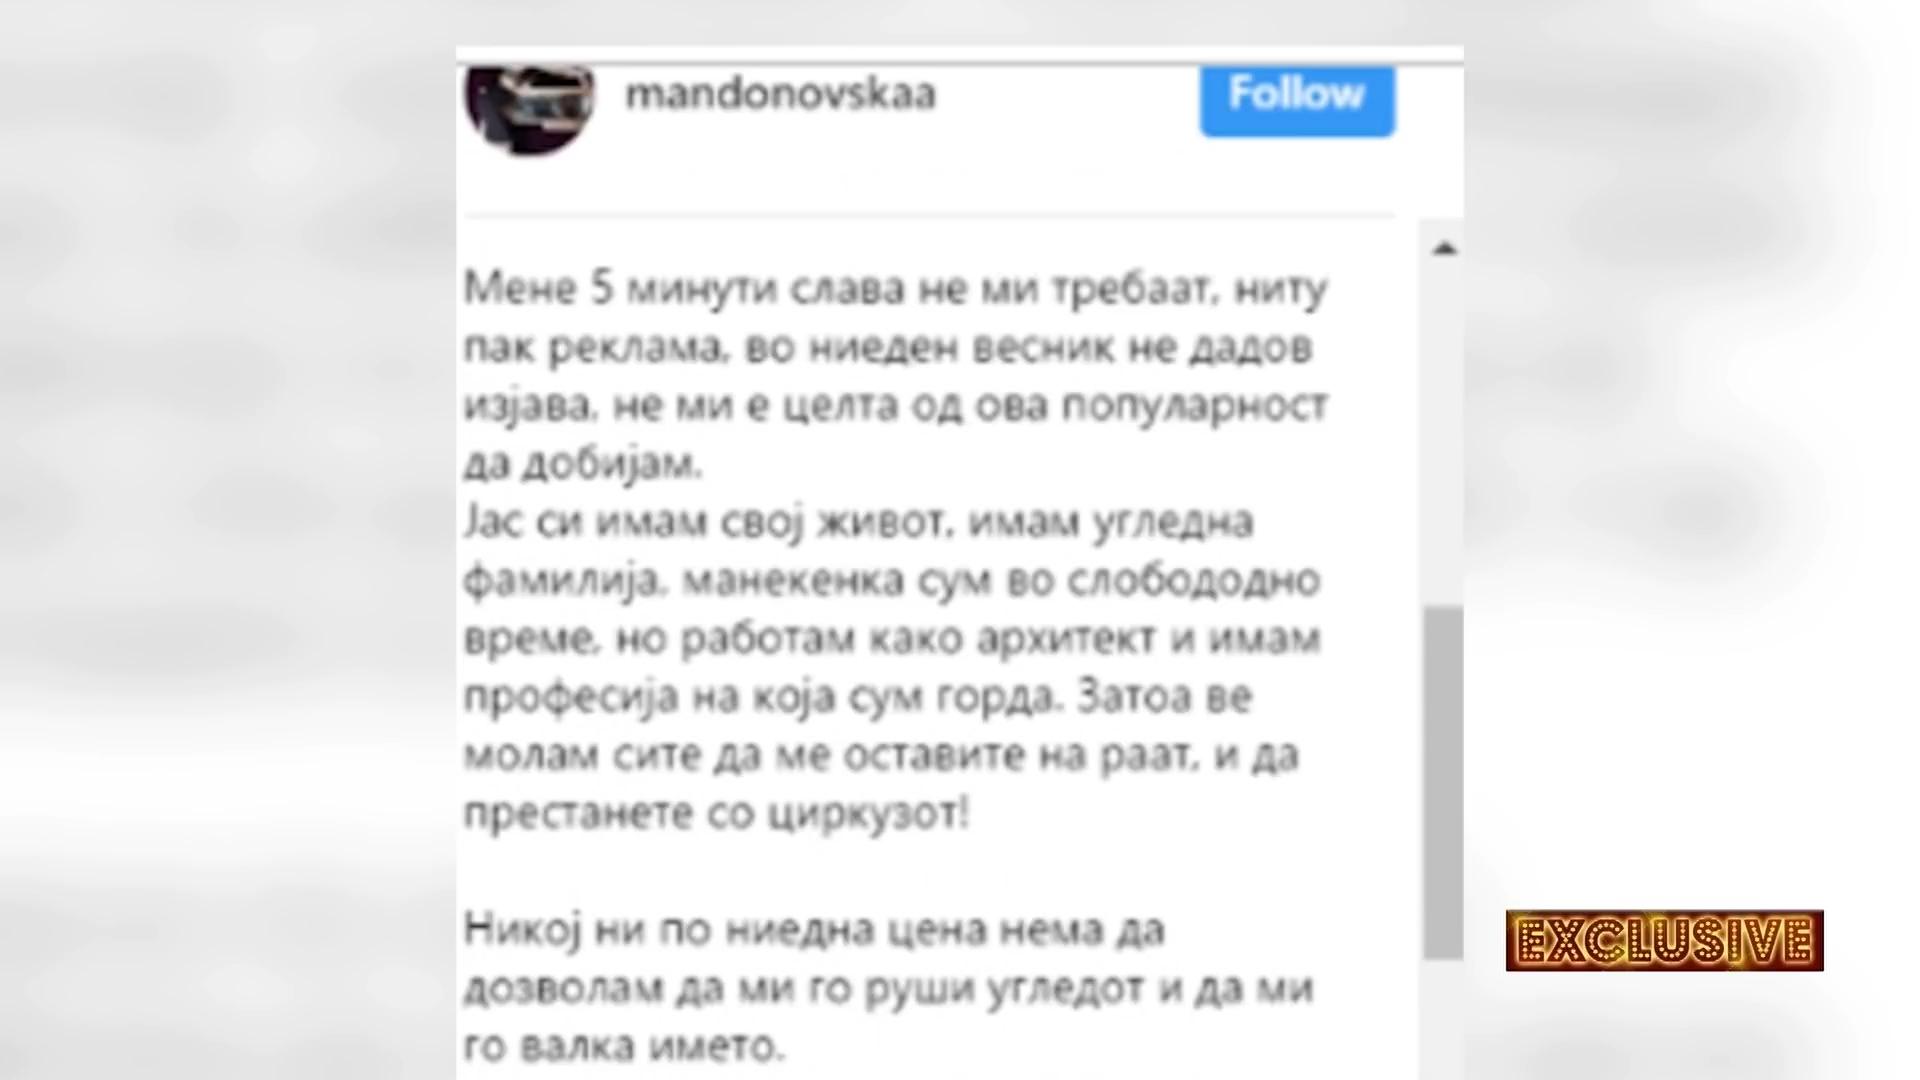 mandonovskaa
Follow
Мене 5 минути слава не ми требаат, ниту
пак реклама, во ниеден весник не дадов
изјава, не ми е целта од ова популарност
да добијам.
Јас си имам свој живот, имам угледна
фамилија, манекенка сум во слобододно
време, но работам како архитект и имам
професија на која сум горда. Затоа ве
молам сите да ме оставите на раат, и да
престанете со циркузот!
Никој ни по ниедна цена нема да
дозволам да ми го руши угледот и да ми
го валка името.
EXCLUSIVE